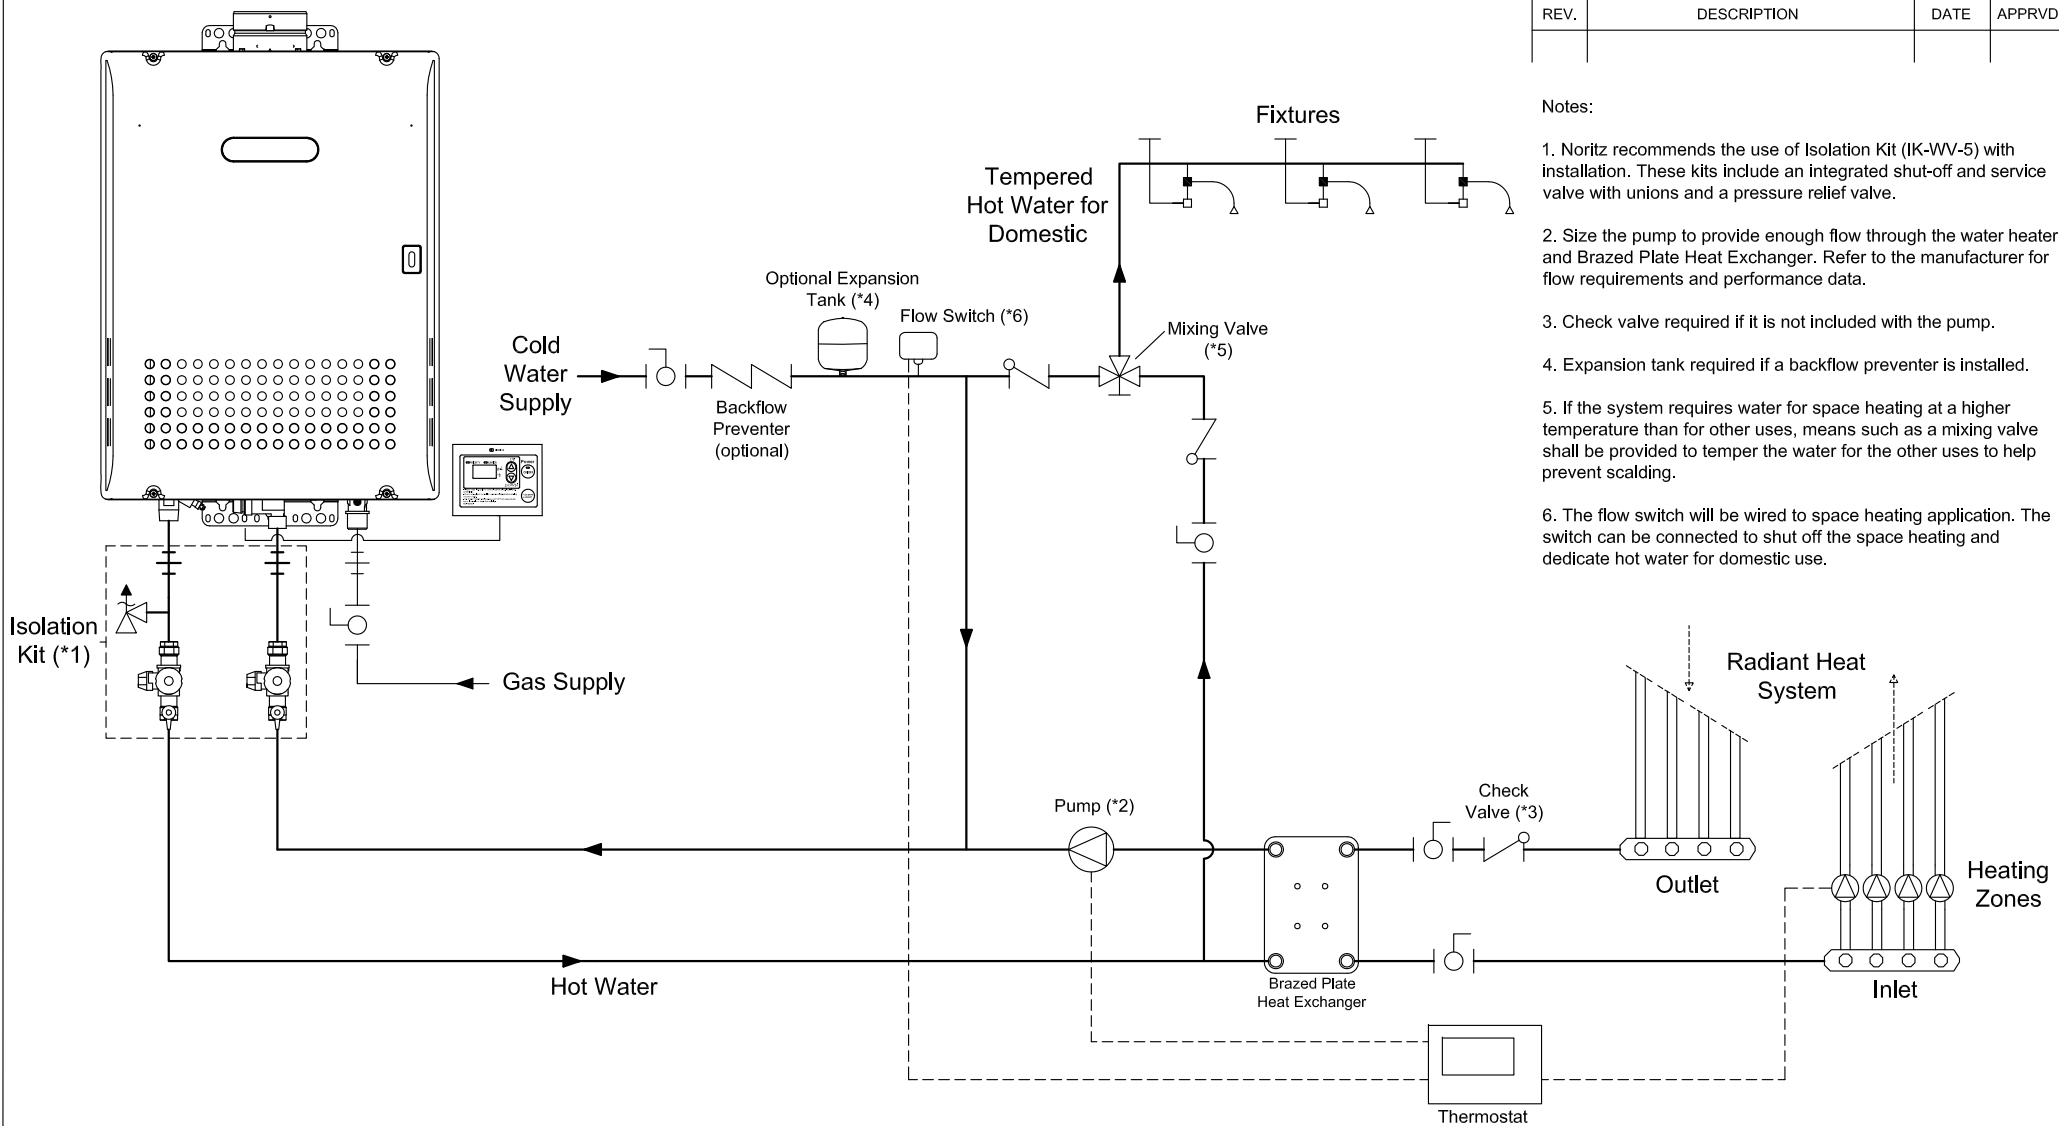 REV. DESCRIPTION DATE APPRVD
Notes:
1. Noritz recommends the use of Isolation Kit (IK-WV-5) with
installation. These kits include an integrated shut-off and service
valve with unions and a pressure relief valve.
2. Size the pump to provide enough flow through the water heater
and Brazed Plate Heat Exchanger. Refer to the manufacturer for
flow requirements and performance data.
3. Check valve required if it is not included with the pump.
4. Expansion tank required if a backflow preventer is installed.
5. If the system requires water for space heating at a higher
temperature than for other uses, means such as a mixing valve
shall be provided to temper the water for the other uses to help
prevent scalding.
6. The flow switch will be wired to space heating application. The
switch can be connected to shut off the space heating and
dedicate hot water for domestic use.
Fixtures
Tempered
Hot Water for
Domestic
Optional Expansion
Tank (*4)
Flow Switch (*6)
Mixing Valve
(*5)
Cold
Water
Supply
Backflow
Preventer
(optional)
Isolation
Kit (*1)
Gas Supply
Radiant Heat
System
Pump (*2)
Check
Valve (*3)
Outlet
Heating
Zones
Hot Water
Brazed Plate
Heat Exchanger
Inlet
Thermostat